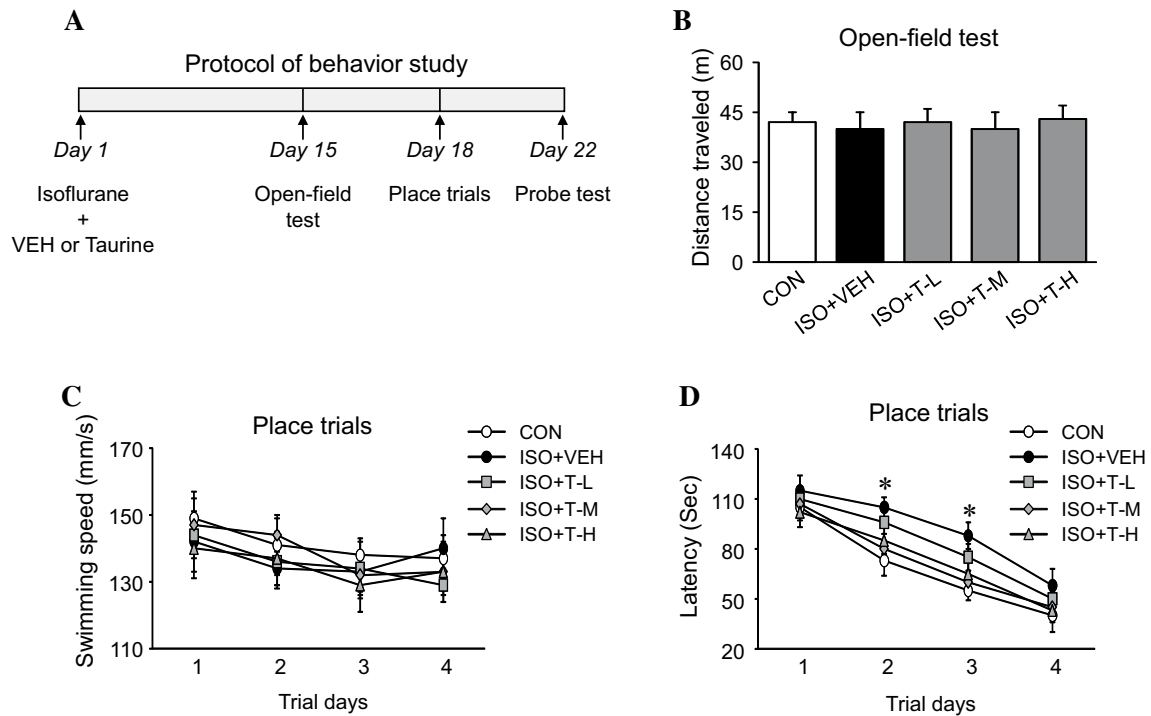 A
Protocol of behavior study
Day 1
Day 15
Day 18
Day 22
Isoflurane
+
VEH or Taurine
Open-field
test
Place trials
Probe test
B
Open-field test
Distance traveled (m)
60
45
30
15
0
CON
ISO+VEH
ISO+T-L
ISO+T-M
ISO+T-H
C
Place trials
Swimming speed (mm/s)
170
150
130
110
1 2 3 4
Trial days
CON
ISO+VEH
ISO+T-L
ISO+T-M
ISO+T-H
D
Place trials
Latency (Sec)
140
110
80
50
20
* *
1 2 3 4
Trial days
CON
ISO+VEH
ISO+T-L
ISO+T-M
ISO+T-H